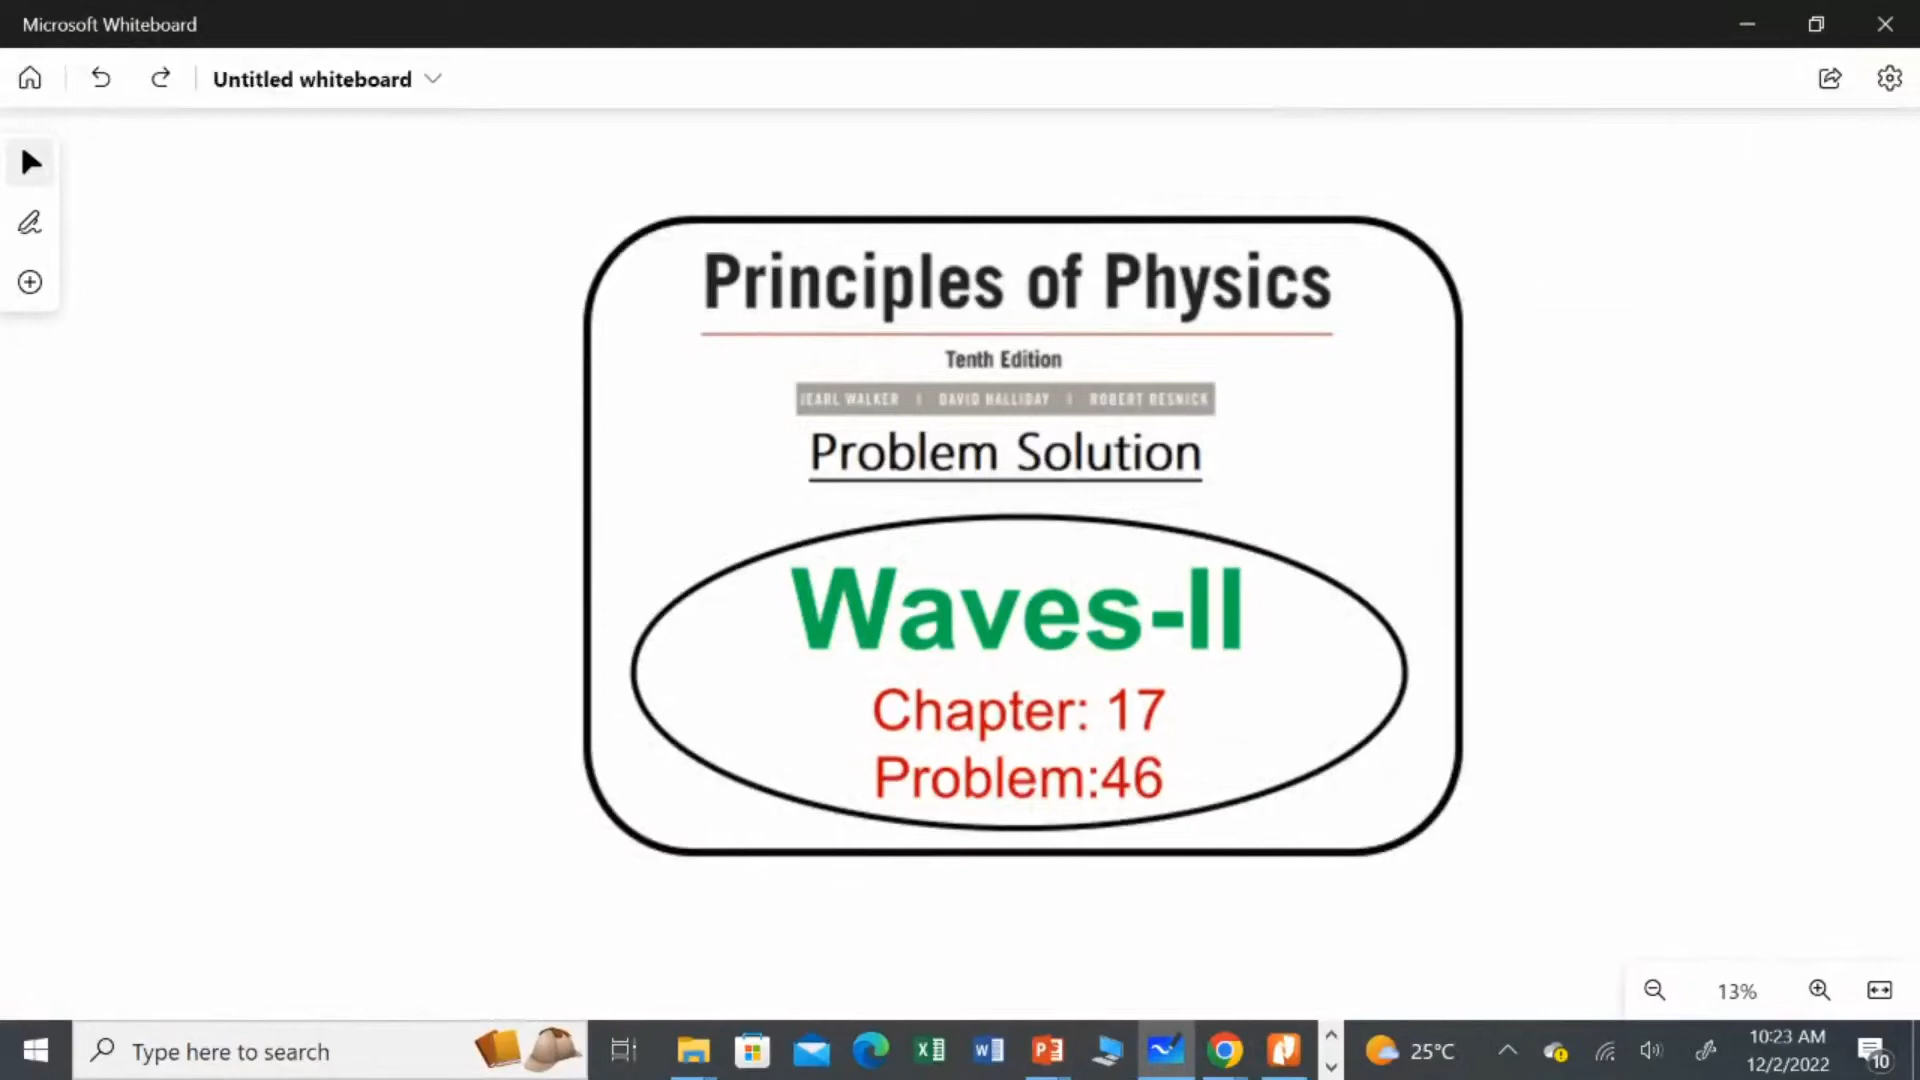 Microsoft Whiteboard
Untitled whiteboard
Principles of Physics
Tenth Edition
JEARL WALKER | DAVID HALLIDAY | ROBERT RESNICK
Problem Solution
Waves-II
Chapter: 17
Problem:46
13%
Type here to search
25°C
10:23 AM
12/2/2022
10